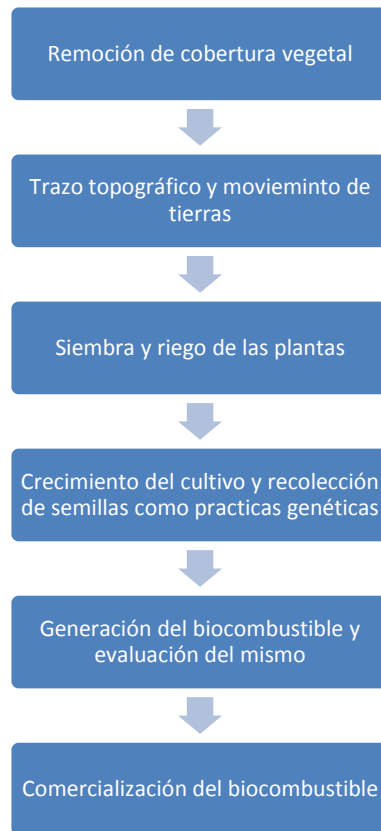 Remoción de cobertura vegetal
Trazo topográfico y movieminto de
tierras
Siembra y riego de las plantas
Crecimiento del cultivo y recolección
de semillas como practicas genéticas
Generación del biocombustible y
evaluación del mismo
Comercialización del biocombustible